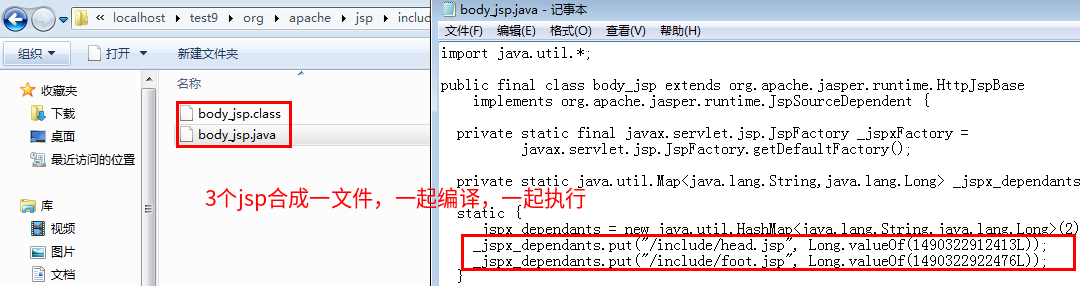 « localhost ▸ test9 ▸ org ▸ apache ▸ jsp ▸ includ
组织 ▼ 打开 ▼ 新建文件夹
收藏夹
下载
桌面
最近访问的位置
库
视频
图片
文档
名称
body_jsp.class
body_jsp.java
3个jsp合成一文件，一起编译，一起执行
body_jsp.java - 记事本
文件(F) 编辑(E) 格式(O) 查看(V) 帮助(H)
import java.util.*;
public final class body_jsp extends org.apache.jasper.runtime.HttpJspBase
implements org.apache.jasper.runtime.JspSourceDependent {
private static final javax.servlet.jsp.JspFactory _jspxFactory =
javax.servlet.jsp.JspFactory.getDefaultFactory();
private static java.util.Map<java.lang.String,java.lang.Long> _jspx_dependants
static {
_jspx_dependants = new java.util.HashMap<java.lang.String,java.lang.Long>(2)
_jspx_dependants.put("/include/head.jsp", Long.valueOf(1490322912413L));
_jspx_dependants.put("/include/foot.jsp", Long.valueOf(1490322922476L));
}